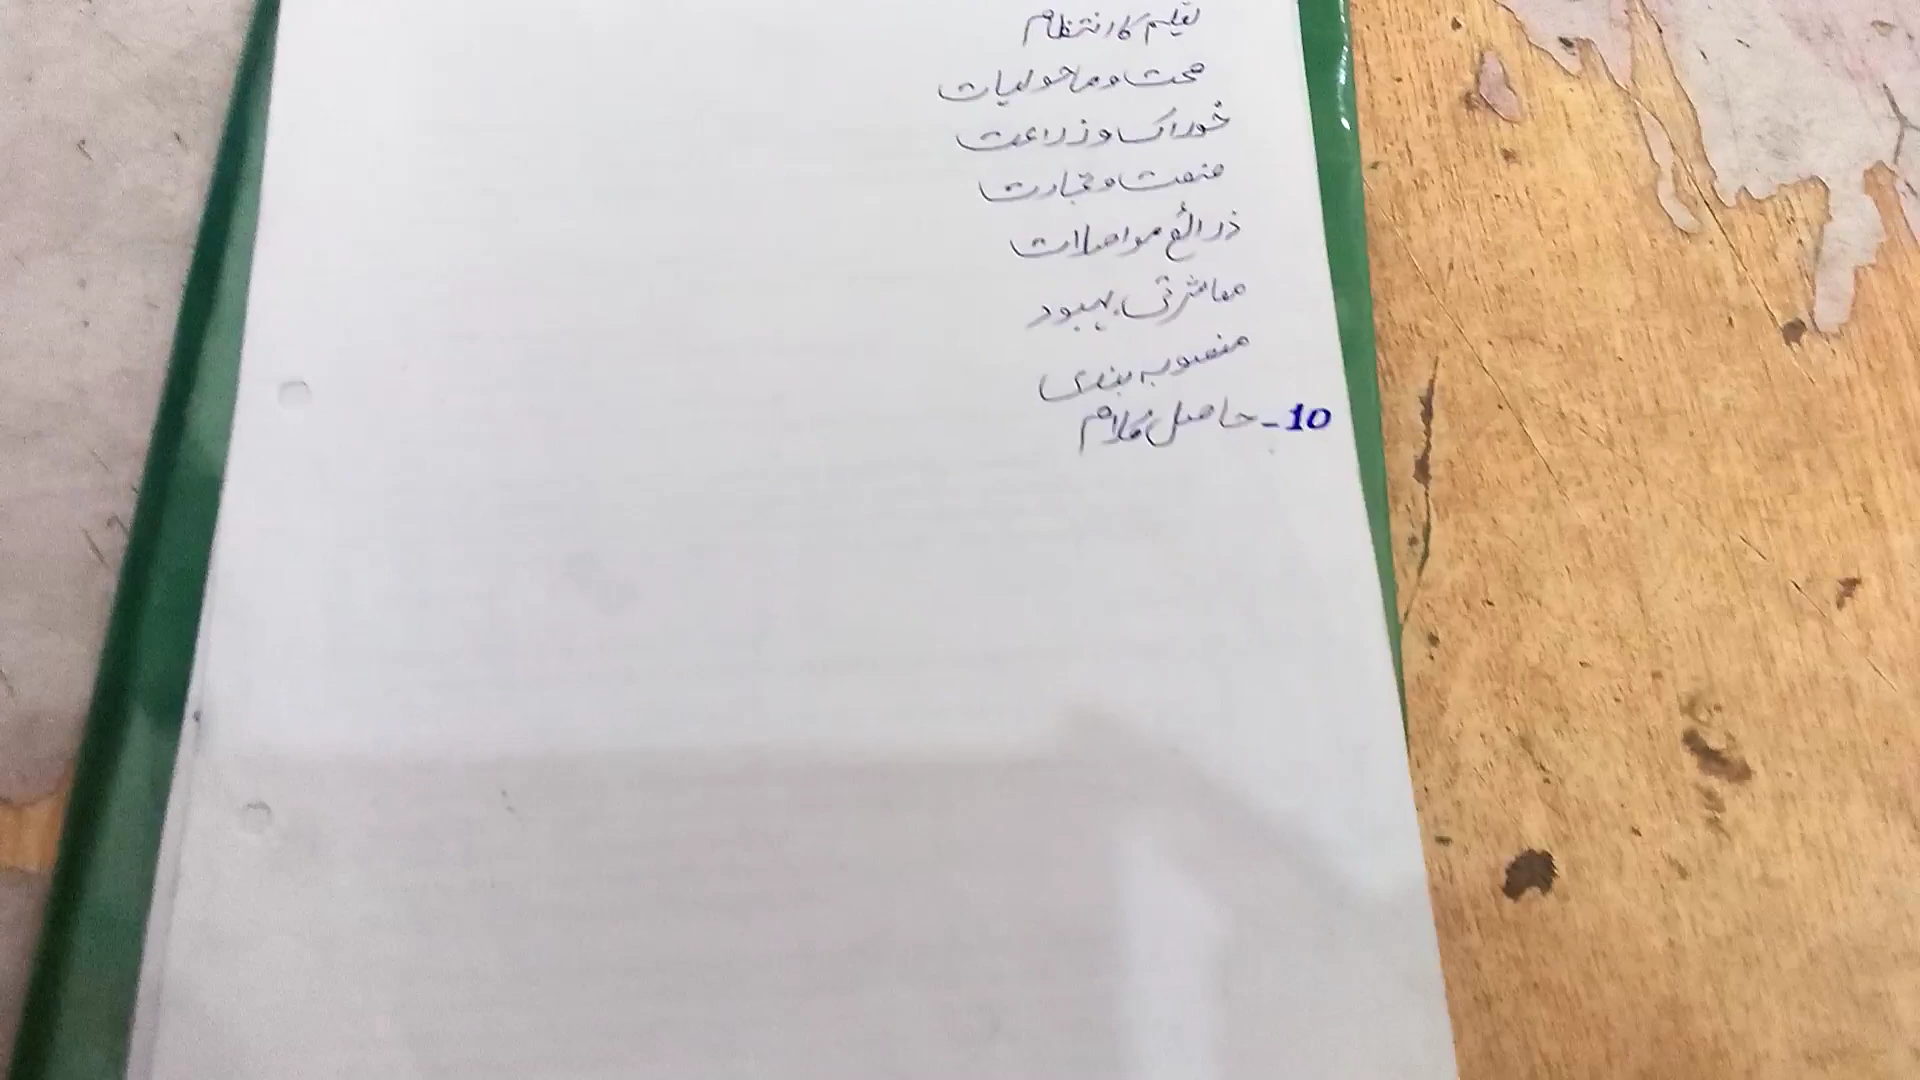 تعلیم کا انتظام
صحت و ماحولیات
خوراک و زراعت
صنعت و تجارت
ذرائع مواصلات
معاشرتی بہبود
منصوبہ بندی
10- حاصل کلام